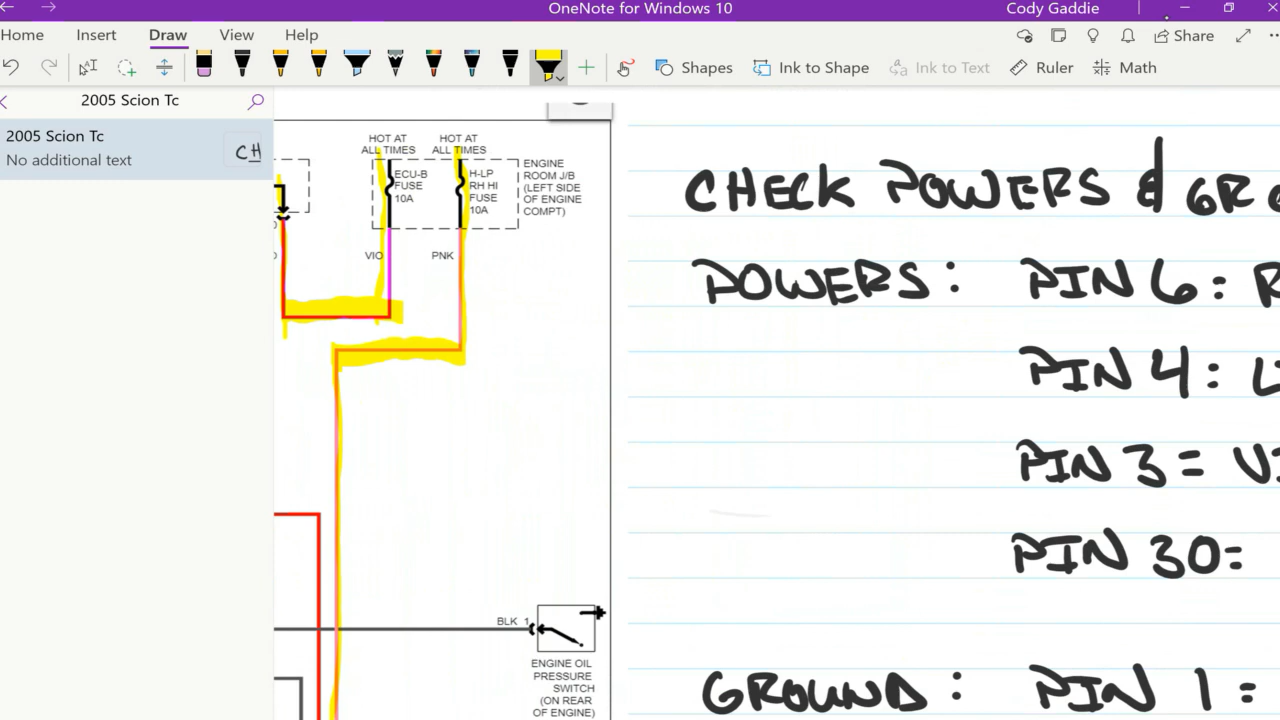 OneNote for Windows 10
Cody Gaddie
Home Insert Draw View Help
Share
Shapes Ink to Shape Ink to Text Ruler Math
2005 Scion Tc
2005 Scion Tc
No additional text
CH
HOT AT
ALL TIMES
HOT AT
ALL TIMES
ECU-B
FUSE
10A
H-LP
RH HI
FUSE
10A
ENGINE
ROOM J/B
(LEFT SIDE
OF ENGINE
COMPT)
VIO
PNK
BLK 1
ENGINE OIL
PRESSURE
SWITCH
(ON REAR
OF ENGINE)
CHECK POWERS &
POWERS: PIN 6:
PIN 4:
PIN 3=
PIN 30=
GROUND: PIN 1=